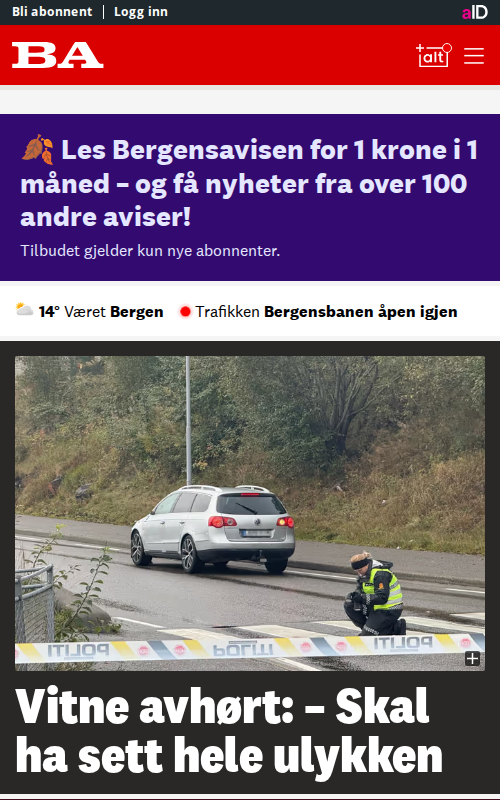 Bli abonnent | Logg inn
aID
BA
+alt
Les Bergensavisen for 1 krone i 1
måned – og få nyheter fra over 100
andre aviser!
Tilbudet gjelder kun nye abonnenter.
14° Været Bergen Trafikken Bergensbanen åpen igjen
POLITI POLITI POLITI
Vitne avhørt: – Skal
ha sett hele ulykken